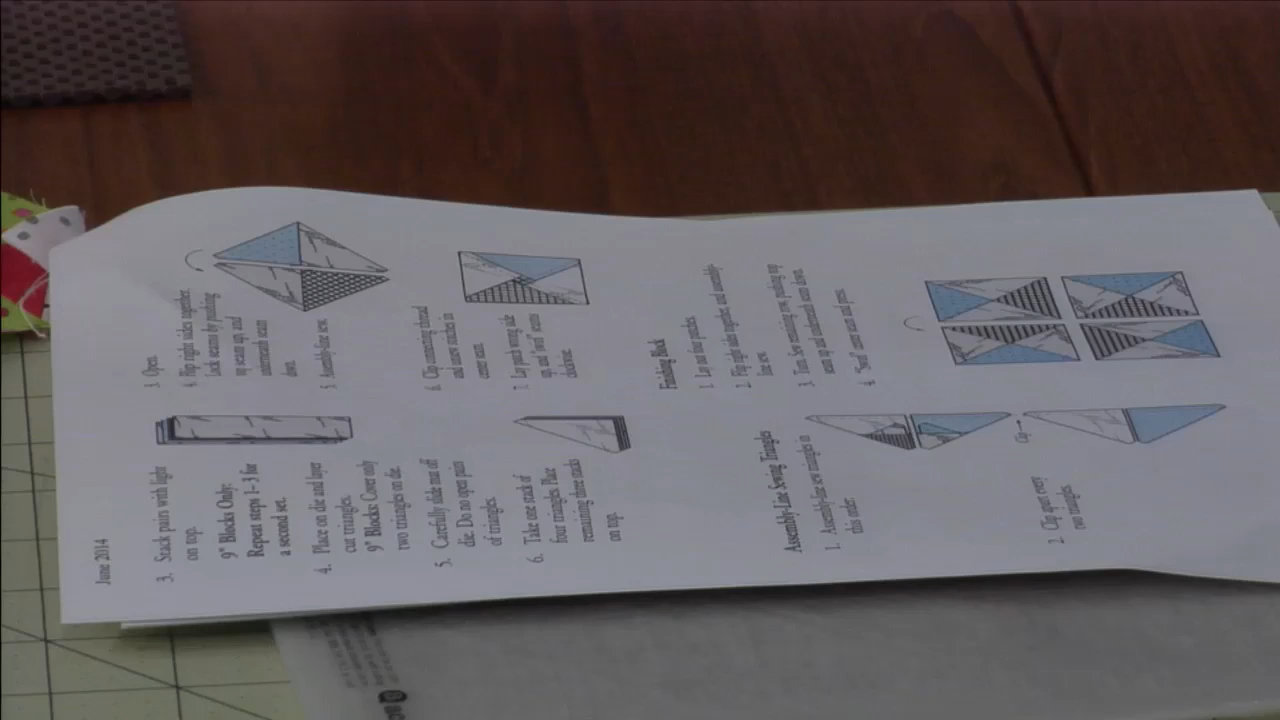 June 2014
3. Stack pairs with light
on top.
9" Blocks Only:
Repeat steps 1-3 for
a second set.
4. Place on die and layer
cut triangles.
9" Blocks: Cover only
two triangles on die.
5. Carefully slide mat off
die. Do no open pairs
of triangles.
6. Take one stack of
four triangles. Place
remaining three stacks
on top.
Assembly-Line Sewing Triangles
1. Assembly-line sew triangles in
this order.
Clip
2. Clip apart every
two triangles.
3. Open.
4. Flip right sides together.
Lock seams by pushing
top seam up, and
underneath seam
down.
5. Assembly-line sew.
6. Clip connecting thread
and unsew stitches in
center seam.
7. Lay patch wrong side
up, and "swirl" seams
clockwise.
Finishing Block
1. Lay out four patches.
2. Flip right sides together, and assembly-
line sew.
3. Turn. Sew remaining row, pushing top
seam up and underneath seam down.
4. "Swirl" center seam and press.